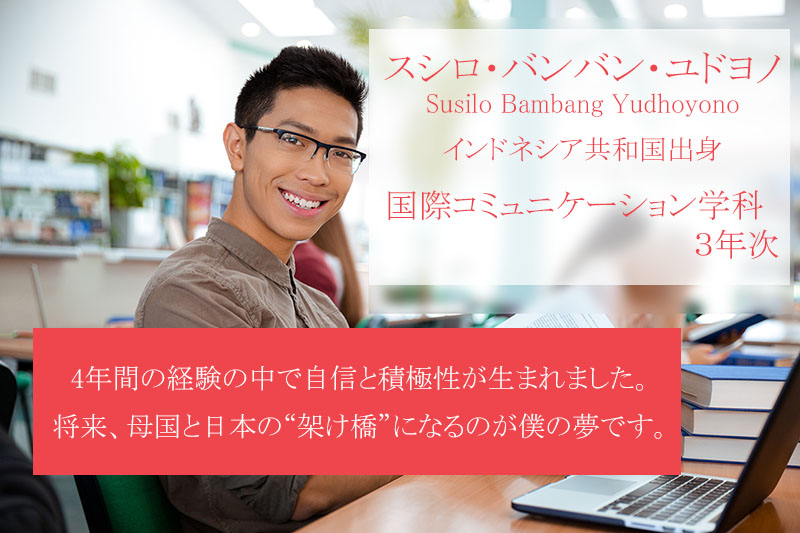 スシロ・バンバン・ユドヨノ
Susilo Bambang Yudhoyono
インドネシア共和国出身
国際コミュニケーション学科
3年次
4年間の経験の中で自信と積極性が生まれました。
将来、母国と日本の“架け橋”になるのが僕の夢です。